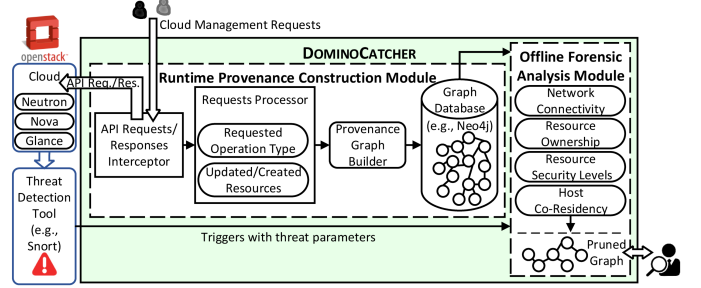 Cloud Management Requests
openstack
DOMINOCATCHER
Cloud
API Req./Res.
Neutron
Nova
Glance
Threat
Detection
Tool
(e.g.,
Snort)
Runtime Provenance Construction Module
API Requests/
Responses
Interceptor
Requests Processor
Requested
Operation Type
Updated/Created
Resources
Provenance
Graph
Builder
Graph
Database
(e.g., Neo4j)
Triggers with threat parameters
Offline Forensic
Analysis Module
Network
Connectivity
Resource
Ownership
Resource
Security Levels
Host
Co-Residency
Pruned
Graph